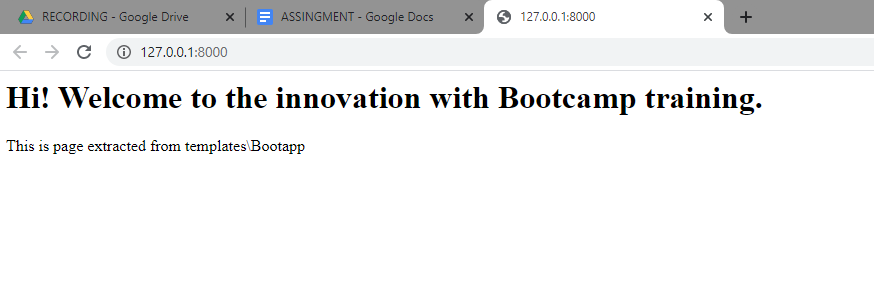 RECORDING - Google Drive
ASSINGMENT - Google Docs
127.0.0.1:8000
127.0.0.1:8000
Hi! Welcome to the innovation with Bootcamp training.
This is page extracted from templates\Bootapp